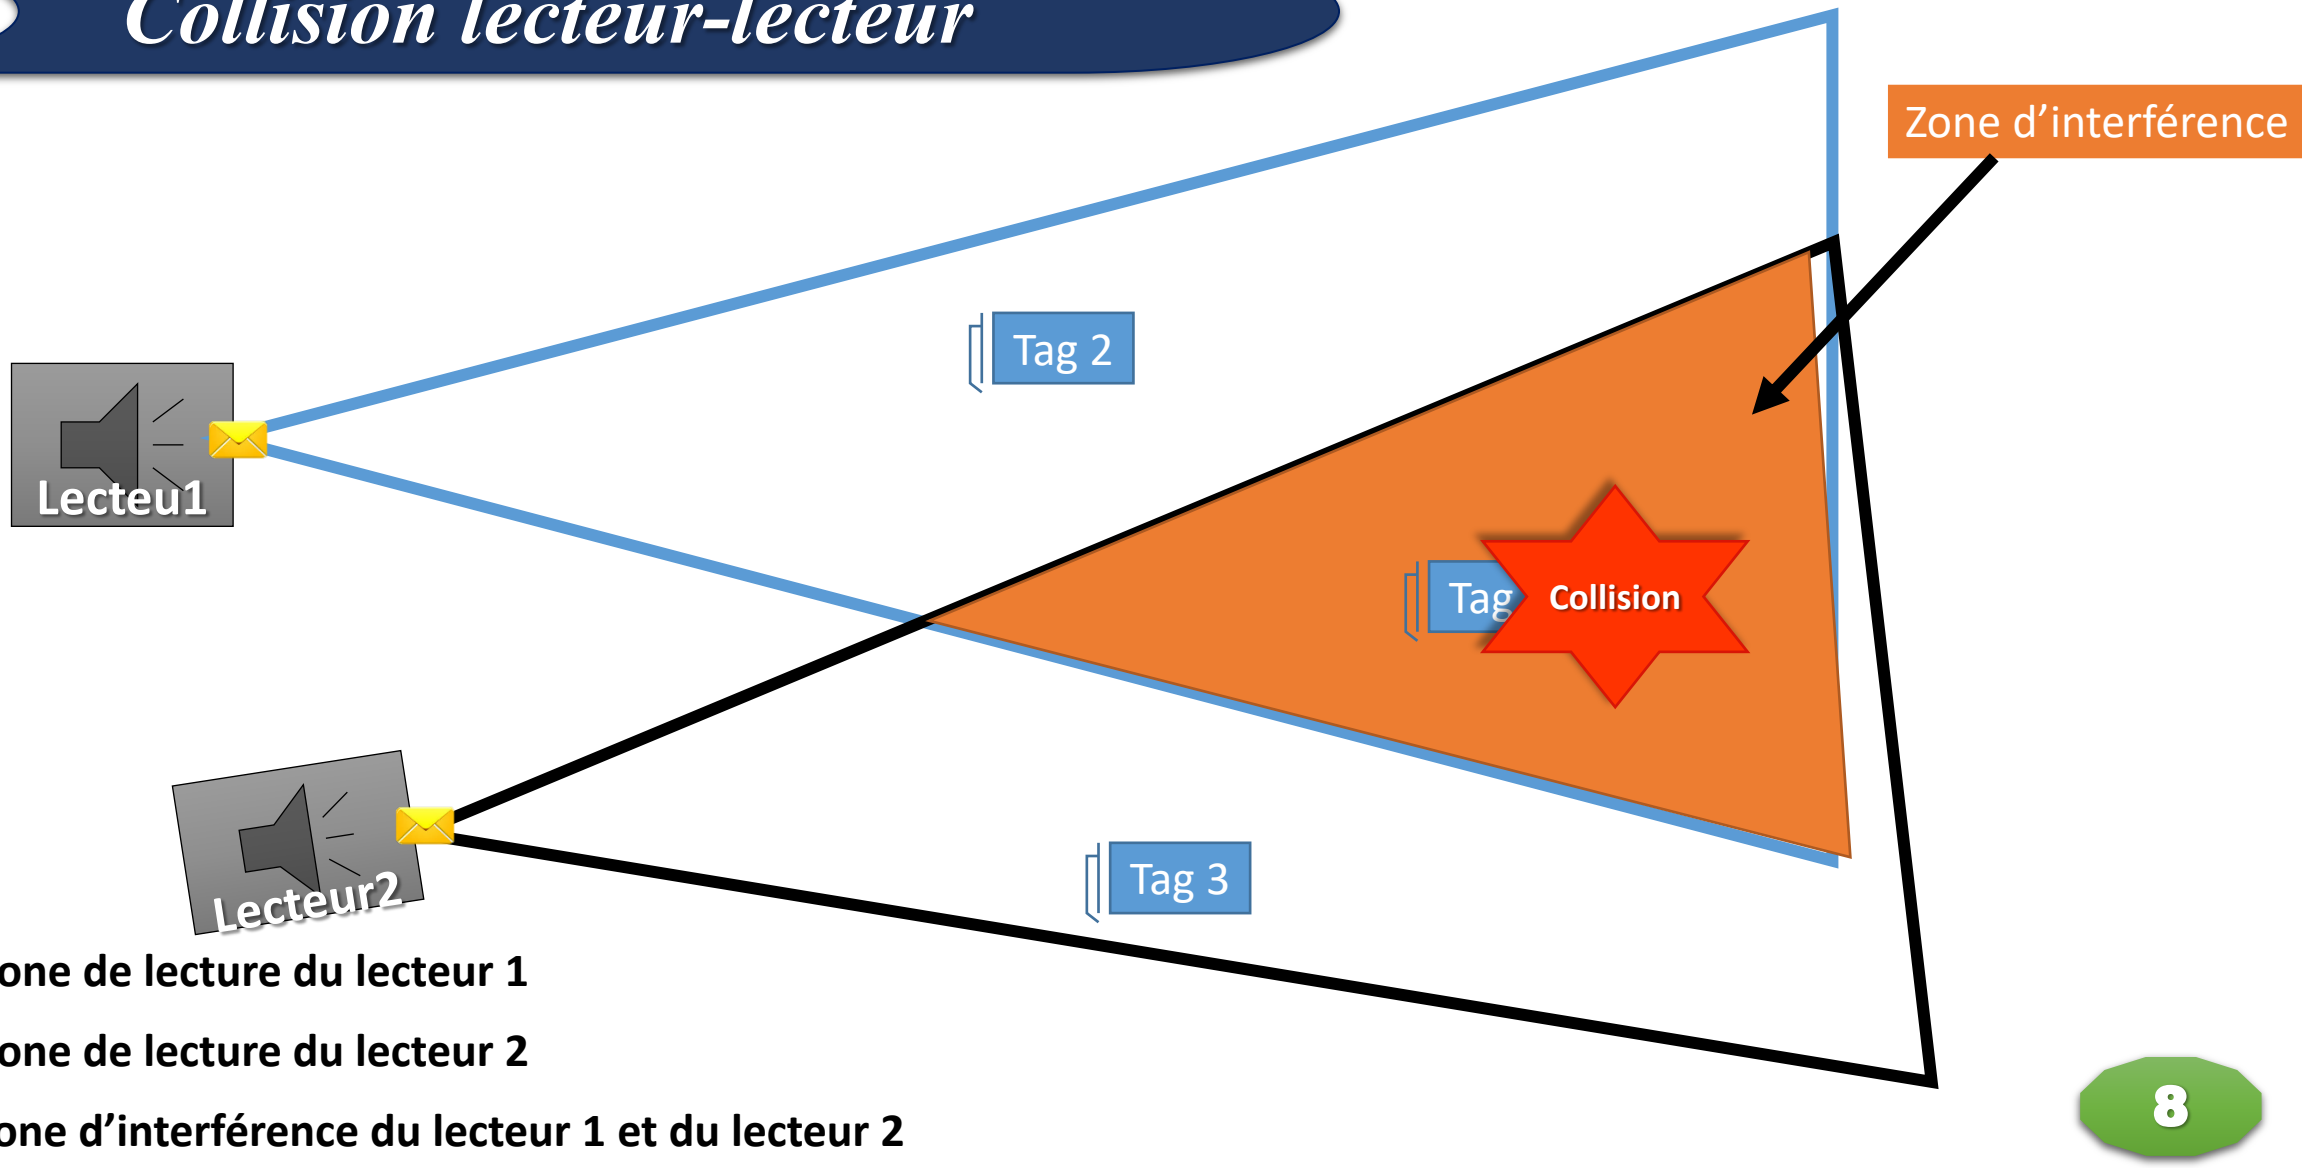 Collision lecteur-lecteur
Zone d’interférence
Tag 2
Lecteu1
Tag
Collision
Tag 3
Lecteur2
one de lecture du lecteur 1
one de lecture du lecteur 2
one d’interférence du lecteur 1 et du lecteur 2
8